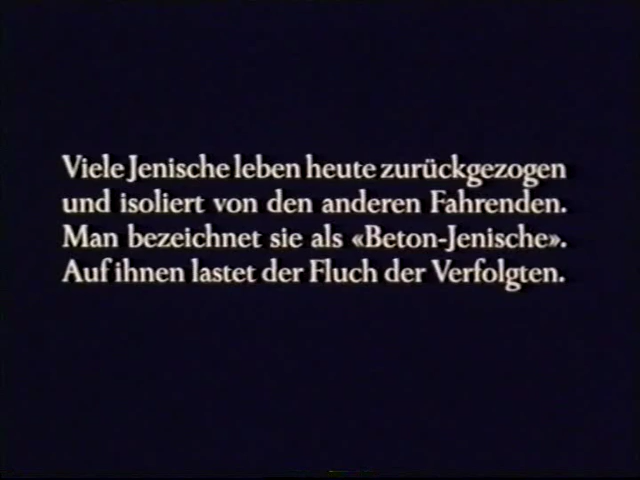 Viele Jenische leben heute zurückgezogen
und isoliert von den anderen Fahrenden.
Man bezeichnet sie als «Beton-Jenische».
Auf ihnen lastet der Fluch der Verfolgten.